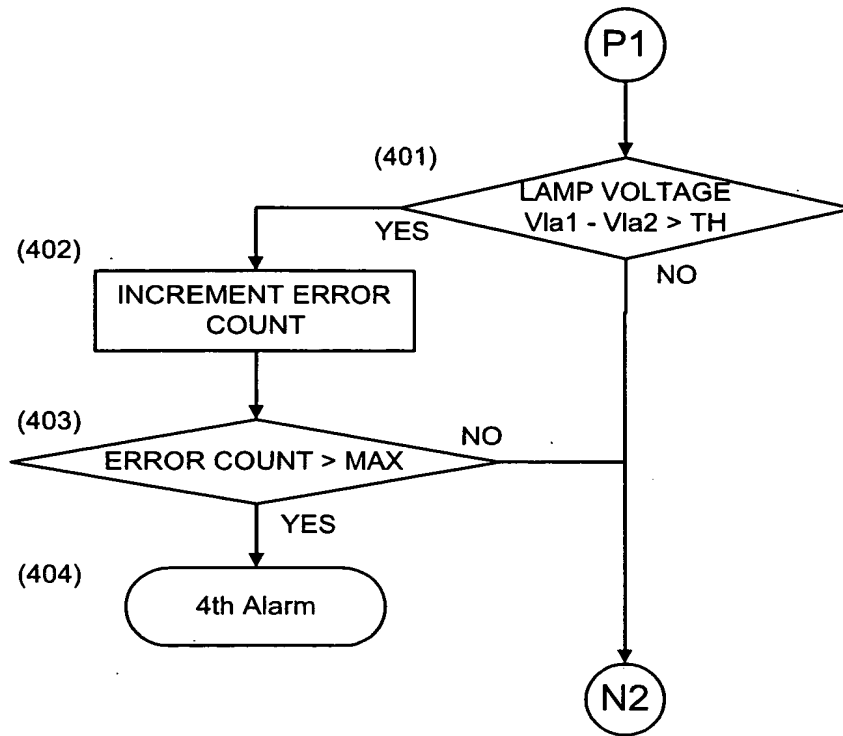 P1
(401)
LAMP VOLTAGE
Vla1 - Vla2 > TH
YES
NO
(402)
INCREMENT ERROR
COUNT
(403)
ERROR COUNT > MAX
NO
YES
(404)
4th Alarm
N2